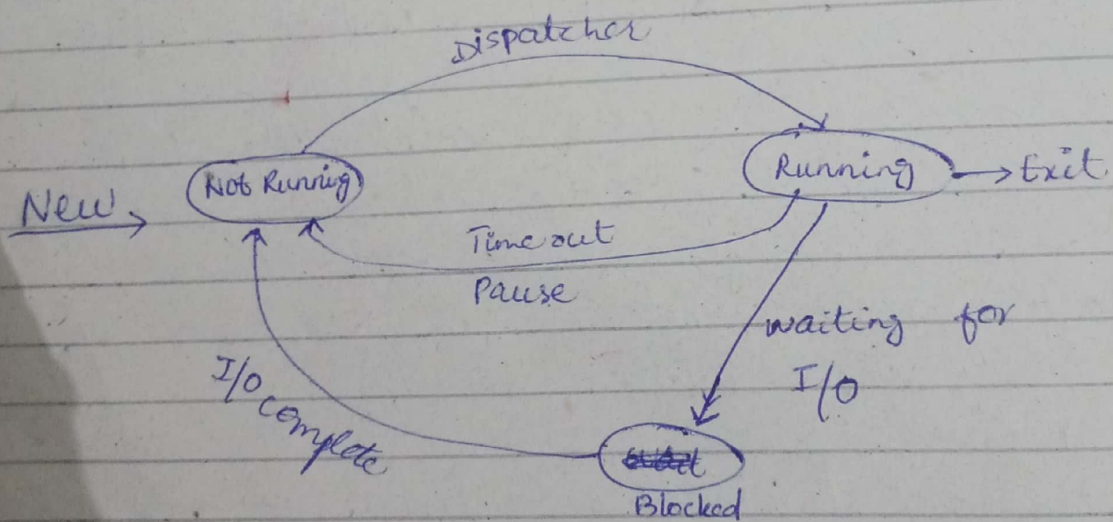 Dispatcher
Not Running
Running
Exit
New
Time out
Pause
waiting for
I/O
I/O complete
Blocked